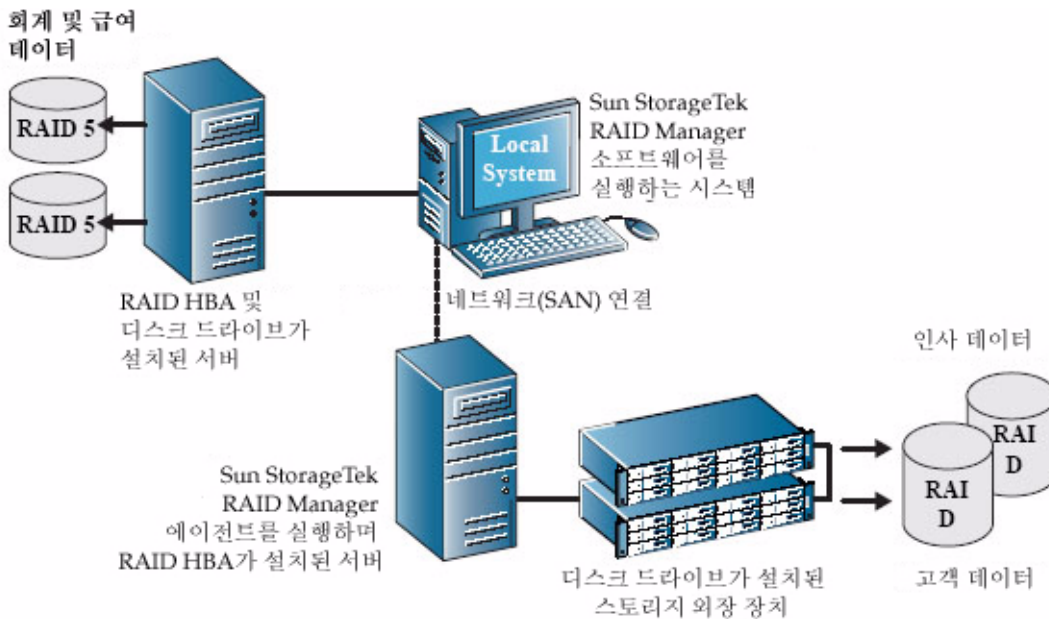 회계 및 급여
데이터
RAID 5
RAID 5
RAID HBA 및
디스크 드라이브가
설치된 서버
Local
System
Sun StorageTek
RAID Manager
소프트웨어를
실행하는 시스템
네트워크(SAN) 연결
Sun StorageTek
RAID Manager
에이전트를 실행하며
RAID HBA가 설치된 서버
디스크 드라이브가 설치된
스토리지 외장 장치
인사 데이터
RAI
D
RAI
D
고객 데이터